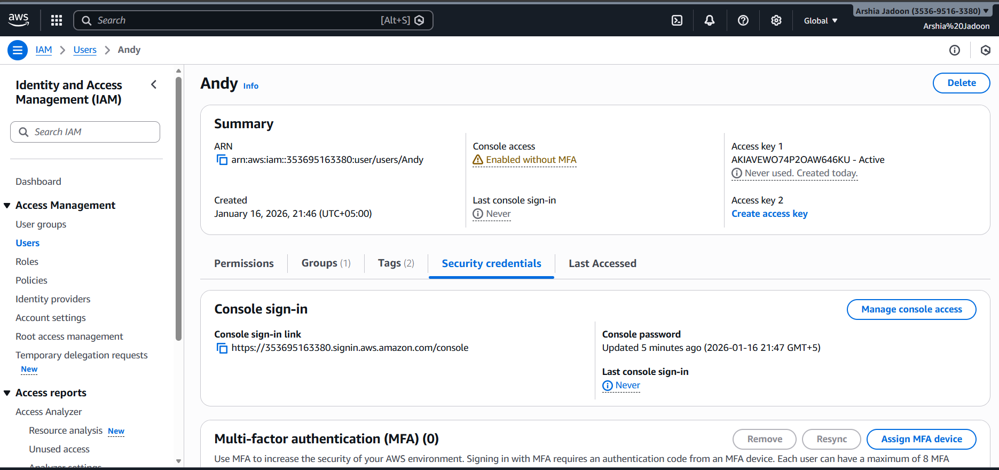 aws
Search
[Alt+S]
Global
Arshia Jadoon (3536-9516-3380)
Arshia%20Jadoon
IAM
Users
Andy
Identity and Access
Management (IAM)
Search IAM
Dashboard
Access Management
User groups
Users
Roles
Policies
Identity providers
Account settings
Root access management
Temporary delegation requests
New
Access reports
Access Analyzer
Resource analysis New
Unused access
Analyzer settings
Andy Info
Delete
Summary
ARN
arn:aws:iam::353695163380:user/users/Andy
Created
January 16, 2026, 21:46 (UTC+05:00)
Console access
Enabled without MFA
Last console sign-in
Never
Access key 1
AKIAVEWO74P2OAW646KU - Active
Never used. Created today.
Access key 2
Create access key
Permissions
Groups (1)
Tags (2)
Security credentials
Last Accessed
Console sign-in
Manage console access
Console sign-in link
https://353695163380.signin.aws.amazon.com/console
Console password
Updated 5 minutes ago (2026-01-16 21:47 GMT+5)
Last console sign-in
Never
Multi-factor authentication (MFA) (0)
Remove
Resync
Assign MFA device
Use MFA to increase the security of your AWS environment. Signing in with MFA requires an authentication code from an MFA device. Each user can have a maximum of 8 MFA